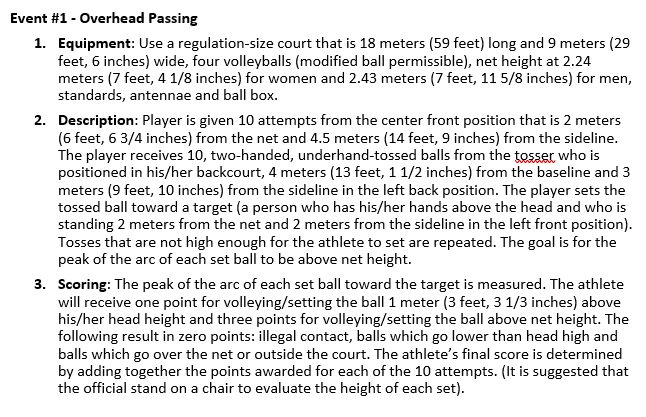 Event #1 - Overhead Passing
1. Equipment: Use a regulation-size court that is 18 meters (59 feet) long and 9 meters (29
feet, 6 inches) wide, four volleyballs (modified ball permissible), net height at 2.24
meters (7 feet, 4 1/8 inches) for women and 2.43 meters (7 feet, 11 5/8 inches) for men,
standards, antennae and ball box.
2. Description: Player is given 10 attempts from the center front position that is 2 meters
(6 feet, 6 3/4 inches) from the net and 4.5 meters (14 feet, 9 inches) from the sideline.
The player receives 10, two-handed, underhand-tossed balls from the tosser who is
positioned in his/her backcourt, 4 meters (13 feet, 1 1/2 inches) from the baseline and 3
meters (9 feet, 10 inches) from the sideline in the left back position. The player sets the
tossed ball toward a target (a person who has his/her hands above the head and who is
standing 2 meters from the net and 2 meters from the sideline in the left front position).
Tosses that are not high enough for the athlete to set are repeated. The goal is for the
peak of the arc of each set ball to be above net height.
3. Scoring: The peak of the arc of each set ball toward the target is measured. The athlete
will receive one point for volleying/setting the ball 1 meter (3 feet, 3 1/3 inches) above
his/her head height and three points for volleying/setting the ball above net height. The
following result in zero points: illegal contact, balls which go lower than head high and
balls which go over the net or outside the court. The athlete's final score is determined
by adding together the points awarded for each of the 10 attempts. (It is suggested that
the official stand on a chair to evaluate the height of each set).